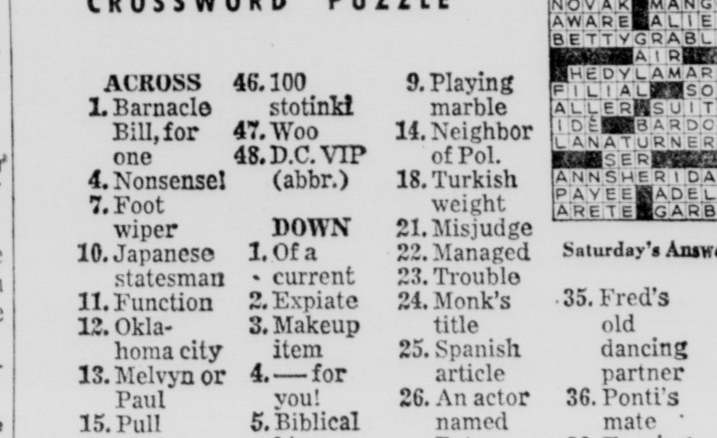 CROSSWORD PUZZLE
ACROSS
1. Barnacle
Bill, for
one
4. Nonsense!
7. Foot
wiper
10. Japanese
statesman
11. Function
12. Okla-
homa city
13. Melvyn or
Paul
15. Pull
46. 100
stotinki
47. Woo
48. D.C. VIP
(abbr.)
DOWN
1. Of a
current
2. Expiate
3. Makeup
item
4. — for
you!
5. Biblical
9. Playing
marble
14. Neighbor
of Pol.
18. Turkish
weight
21. Misjudge
22. Managed
23. Trouble
24. Monk's
title
25. Spanish
article
26. An actor
named
NOVAK MANG
AWARE ALIE
BETTYGRABL
AIR
HEDYLAMAR
FILIAL SO
ALLER SUIT
IDE BARDO
LANATURNER
SER
ANNSHERIDA
PAYEE ADEL
ARETE GARB
Saturday's Answ
35. Fred's
old
dancing
partner
36. Ponti's
mate